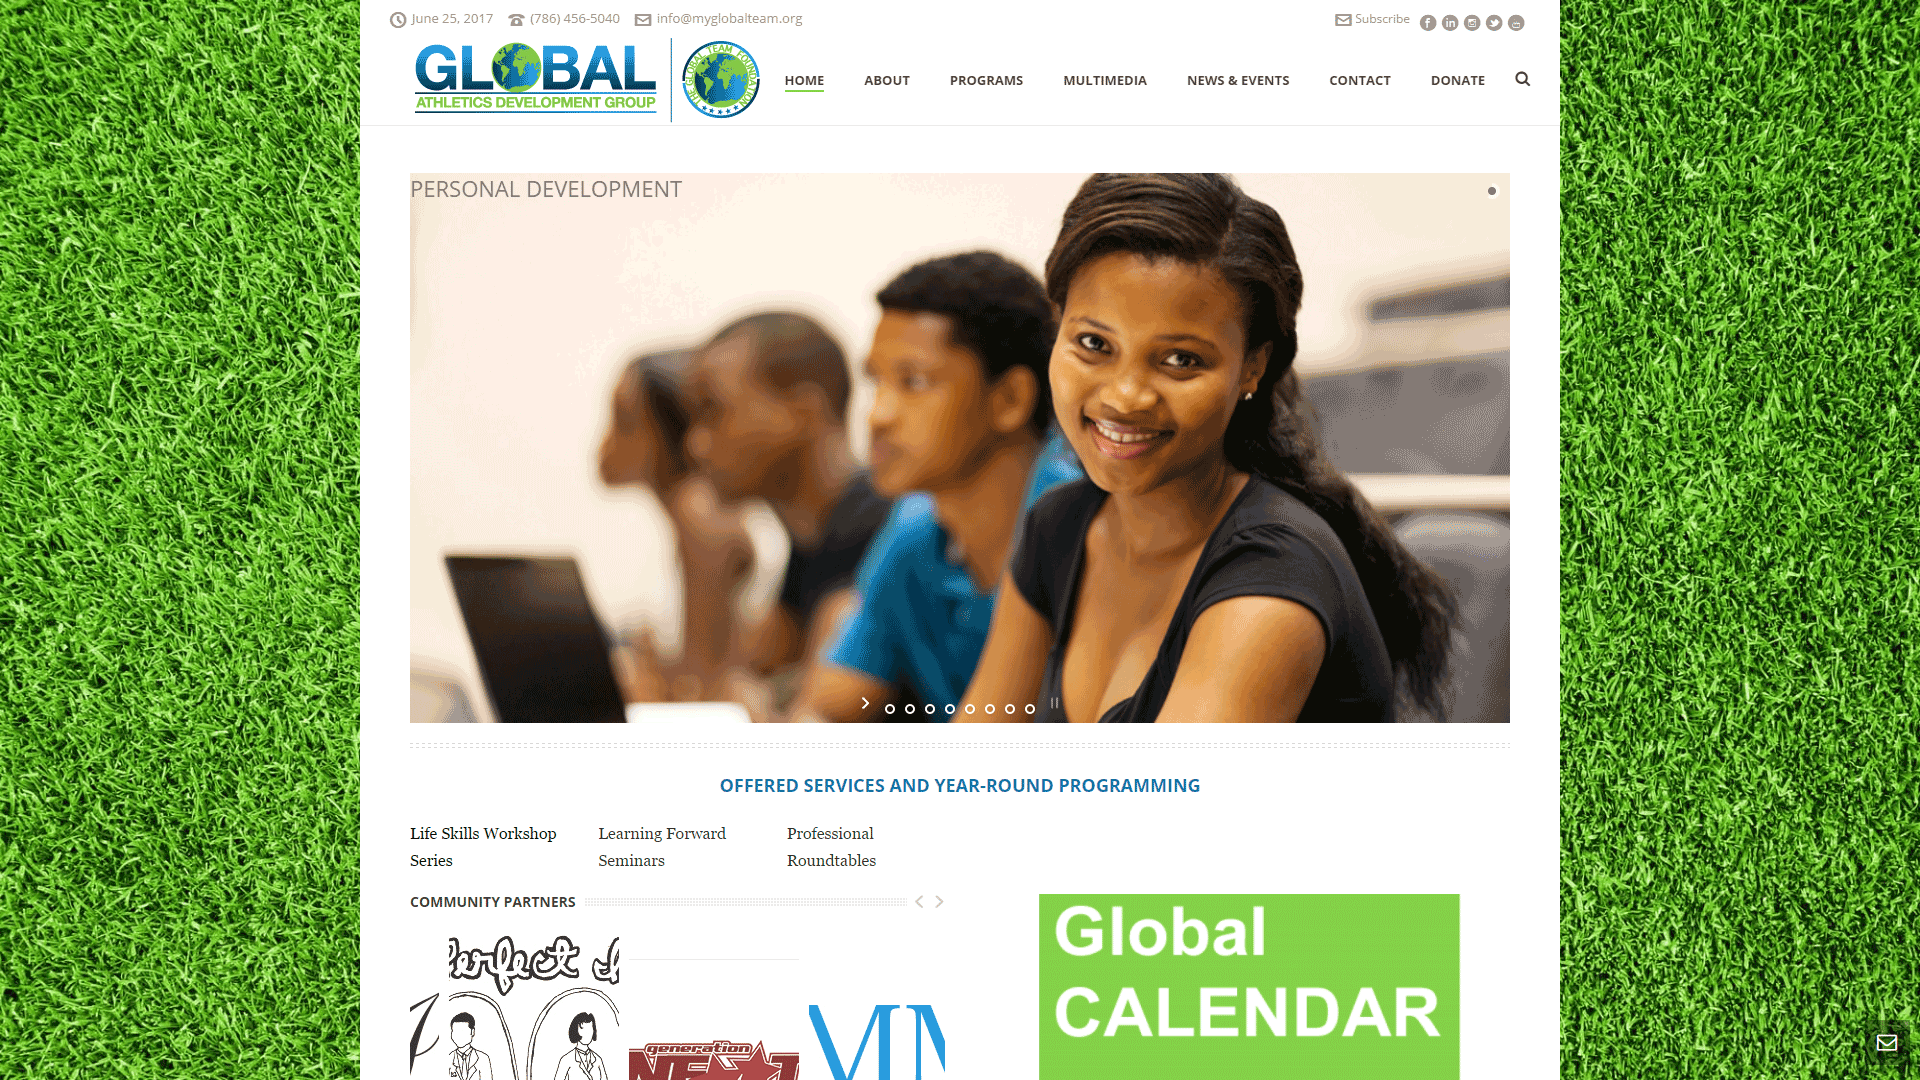 June 25, 2017 (786) 456-5040 info@myglobalteam.org Subscribe
GLOBAL
ATHLETICS DEVELOPMENT GROUP
THE GLOBAL TEAM FOUNDATION
HOME ABOUT PROGRAMS MULTIMEDIA NEWS & EVENTS CONTACT DONATE
PERSONAL DEVELOPMENT
OFFERED SERVICES AND YEAR-ROUND PROGRAMMING
Life Skills Workshop
Series
Learning Forward
Seminars
Professional
Roundtables
COMMUNITY PARTNERS
generation
NEXT
Global
CALENDAR